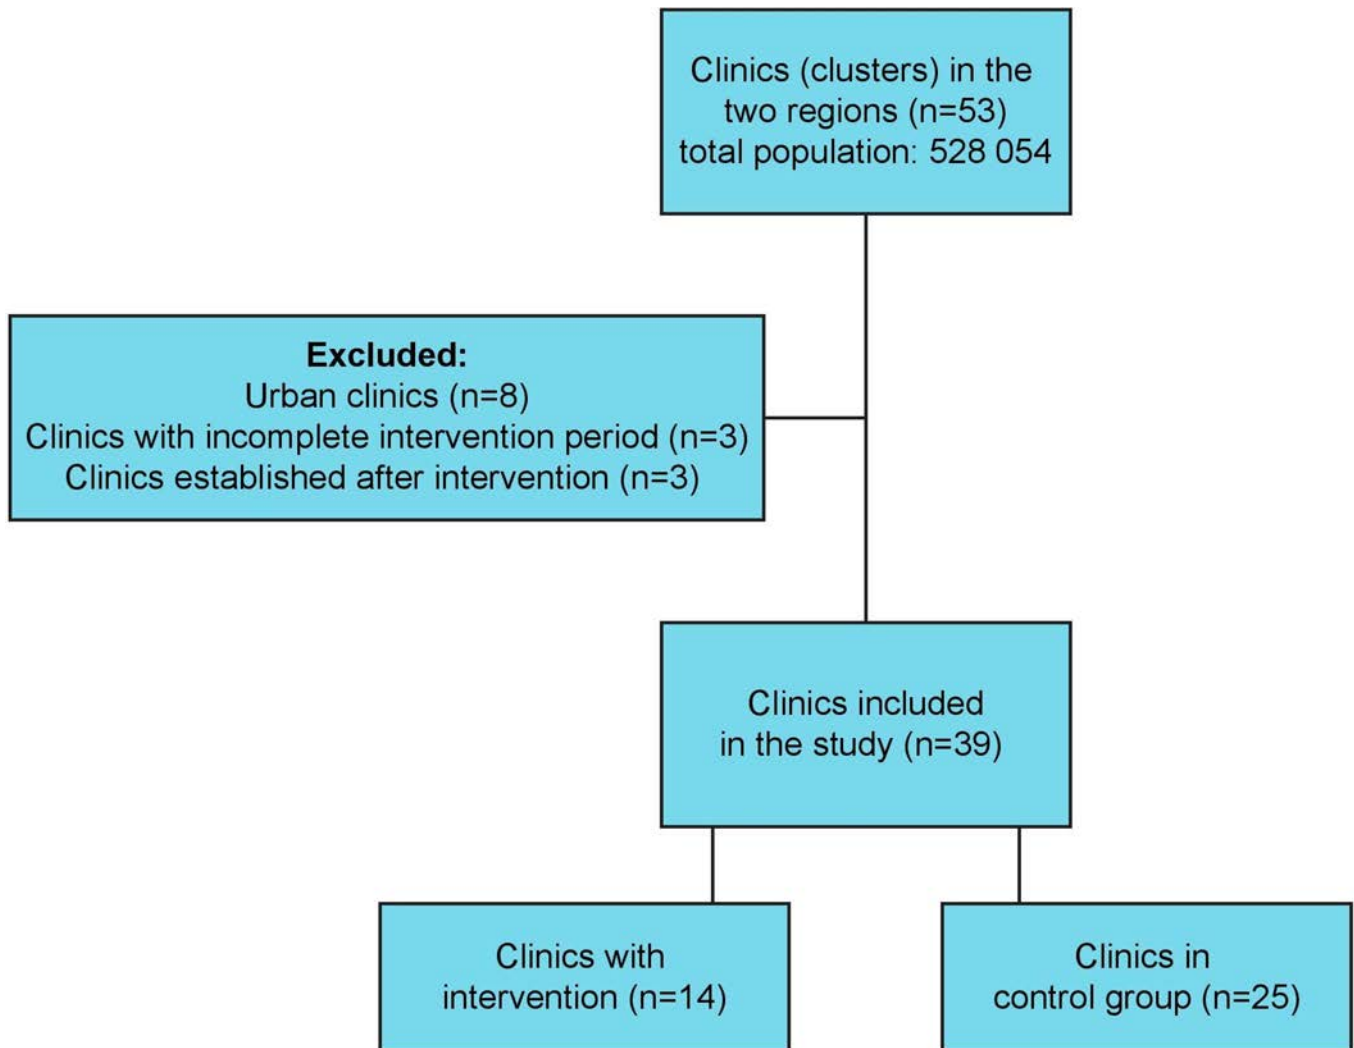 Clinics (clusters) in the
two regions (n=53)
total population: 528 054
Excluded:
Urban clinics (n=8)
Clinics with incomplete intervention period (n=3)
Clinics established after intervention (n=3)
Clinics included
in the study (n=39)
Clinics with
intervention (n=14)
Clinics in
control group (n=25)